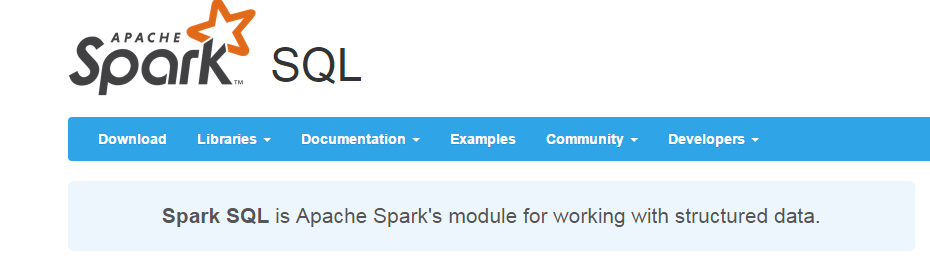 APACHE
Spark™ SQL
Download Libraries Documentation Examples Community Developers
Spark SQL is Apache Spark's module for working with structured data.